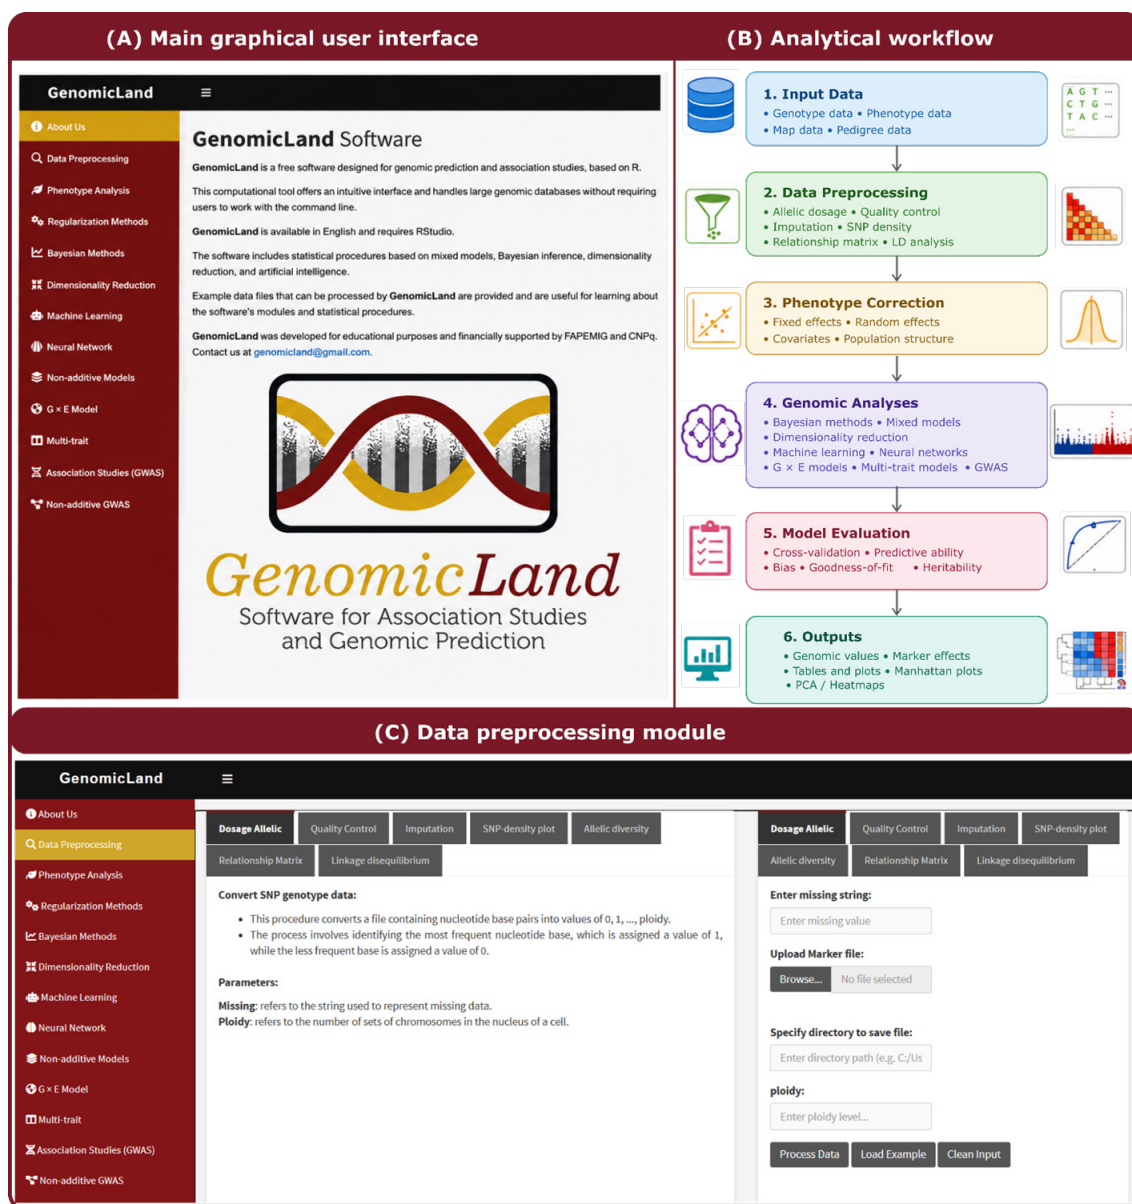 (A) Main graphical user interface
GenomicLand
About Us
Data Preprocessing
Phenotype Analysis
Regularization Methods
Bayesian Methods
Dimensionality Reduction
Machine Learning
Neural Network
Non-additive Models
G × E Model
Multi-trait
Association Studies (GWAS)
Non-additive GWAS
GenomicLand Software
GenomicLand is a free software designed for genomic prediction and association studies, based on R.
This computational tool offers an intuitive interface and handles large genomic databases without requiring
users to work with the command line.
GenomicLand is available in English and requires RStudio.
The software includes statistical procedures based on mixed models, Bayesian inference, dimensionality
reduction, and artificial intelligence.
Example data files that can be processed by GenomicLand are provided and are useful for learning about
the software's modules and statistical procedures.
GenomicLand was developed for educational purposes and financially supported by FAPEMIG and CNPq.
Contact us at genomicland@gmail.com.
GenomicLand
Software for Association Studies
and Genomic Prediction
(B) Analytical workflow
1. Input Data
• Genotype data • Phenotype data
• Map data • Pedigree data
A G T ...
C T G ...
T A C ...
...
2. Data Preprocessing
• Allelic dosage • Quality control
• Imputation • SNP density
• Relationship matrix • LD analysis
3. Phenotype Correction
• Fixed effects • Random effects
• Covariates • Population structure
4. Genomic Analyses
• Bayesian methods • Mixed models
• Dimensionality reduction
• Machine learning • Neural networks
• G × E models • Multi-trait models • GWAS
5. Model Evaluation
• Cross-validation • Predictive ability
• Bias • Goodness-of-fit • Heritability
6. Outputs
• Genomic values • Marker effects
• Tables and plots • Manhattan plots
• PCA / Heatmaps
(C) Data preprocessing module
GenomicLand
About Us
Data Preprocessing
Phenotype Analysis
Regularization Methods
Bayesian Methods
Dimensionality Reduction
Machine Learning
Neural Network
Non-additive Models
G × E Model
Multi-trait
Association Studies (GWAS)
Non-additive GWAS
Dosage Allelic Quality Control Imputation SNP-density plot Allelic diversity
Relationship Matrix Linkage disequilibrium
Convert SNP genotype data:
• This procedure converts a file containing nucleotide base pairs into values of 0, 1, ..., ploidy.
• The process involves identifying the most frequent nucleotide base, which is assigned a value of 1,
while the less frequent base is assigned a value of 0.
Parameters:
Missing: refers to the string used to represent missing data.
Ploidy: refers to the number of sets of chromosomes in the nucleus of a cell.
Dosage Allelic Quality Control Imputation SNP-density plot
Allelic diversity Relationship Matrix Linkage disequilibrium
Enter missing string:
Enter missing value
Upload Marker file:
Browse... No file selected
Specify directory to save file:
Enter directory path (e.g. C:/Us
ploidy:
Enter ploidy level...
Process Data Load Example Clean Input